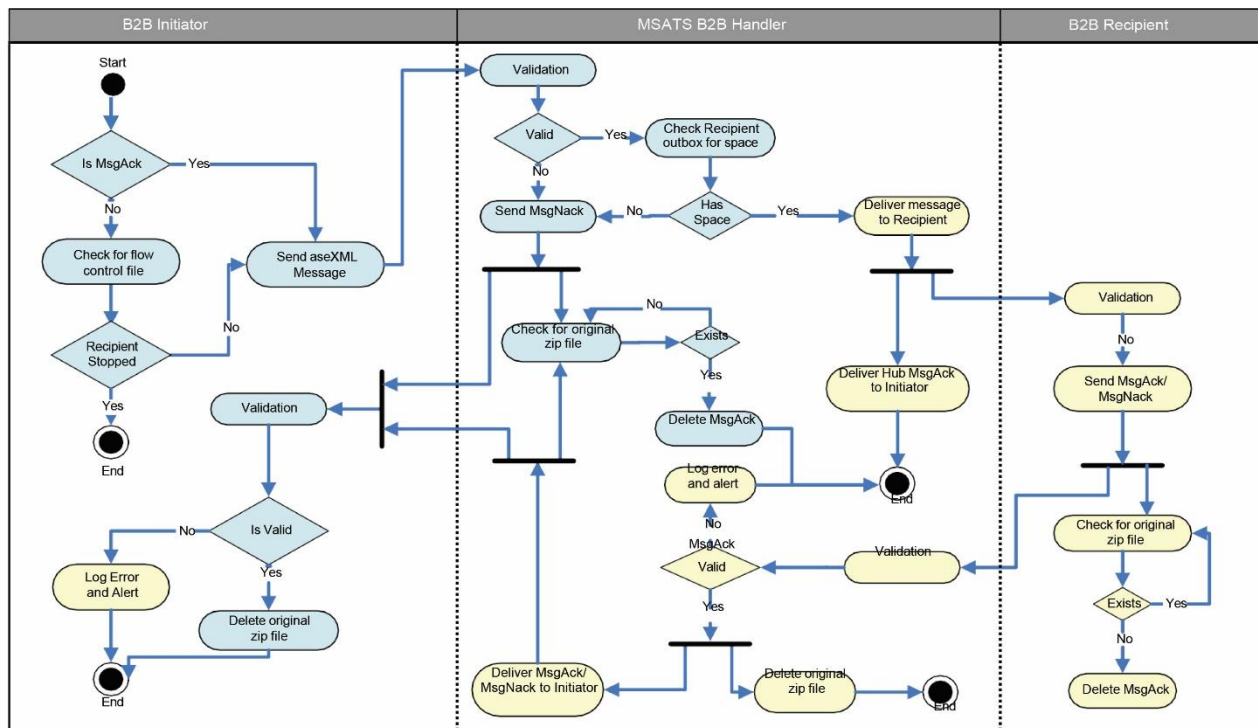 B2B Initiator
MSATS B2B Handler
B2B Recipient
Start
Is MsgAck
Yes
No
Check for flow
control file
Recipient
Stopped
No
Yes
End
Send aseXML
Message
Validation
Is Valid
No
Yes
Log Error
and Alert
Delete original
zip file
End
Validation
Valid
Yes
No
Check Recipient
outbox for space
Has
Space
No
Yes
Send MsgNack
Deliver message
to Recipient
Check for original
zip file
No
Exists
Yes
Delete MsgAck
Deliver Hub MsgAck
to Initiator
Log error
and alert
End
No
MsgAck
Valid
Yes
Validation
Deliver MsgAck/
MsgNack to Initiator
Delete original
zip file
End
Validation
No
Send MsgAck/
MsgNack
Check for original
zip file
Exists
Yes
No
Delete MsgAck